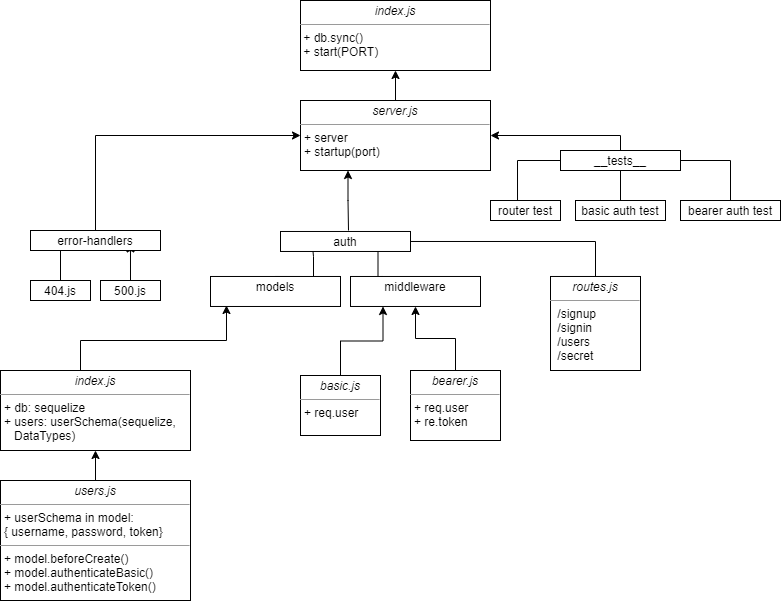 index.js
+ db.sync()
+ start(PORT)
server.js
+ server
+ startup(port)
__tests__
router test
basic auth test
bearer auth test
error-handlers
404.js
500.js
auth
models
middleware
routes.js
/signup
/signin
/users
/secret
index.js
+ db: sequelize
+ users: userSchema(sequelize,
DataTypes)
basic.js
+ req.user
bearer.js
+ req.user
+ re.token
users.js
+ userSchema in model:
{ username, password, token}
+ model.beforeCreate()
+ model.authenticateBasic()
+ model.authenticateToken()